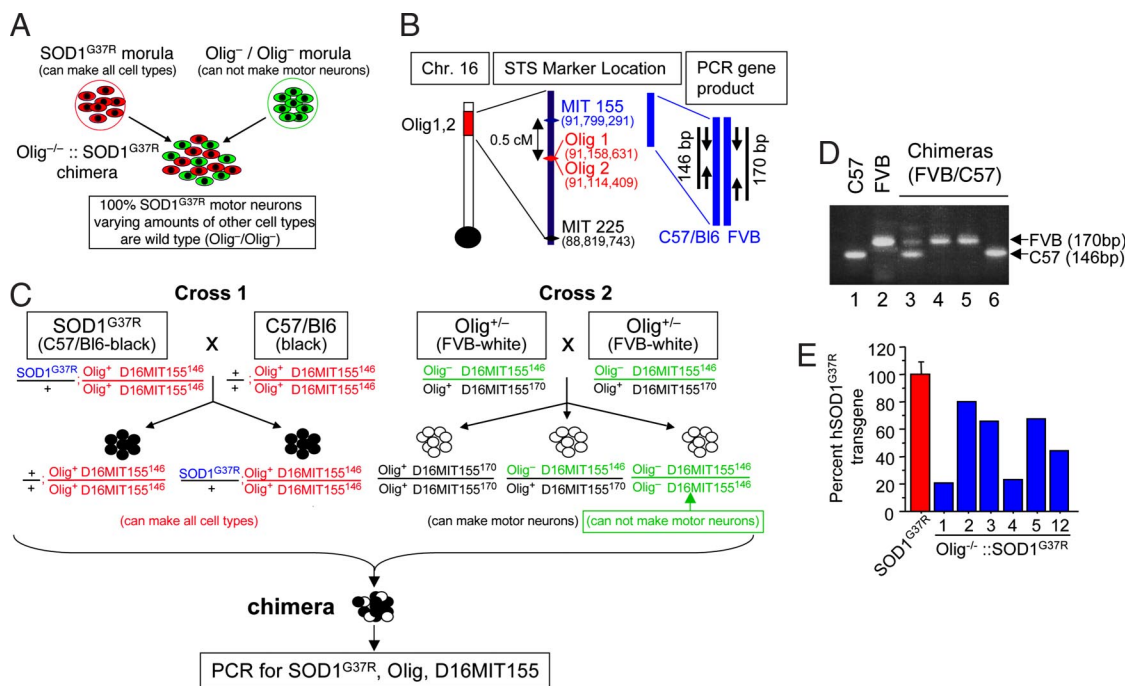 A
SOD1G37R morula
(can make all cell types)
Olig– / Olig– morula
(can not make motor neurons)
Olig–/– :: SOD1G37R
chimera
100% SOD1G37R motor neurons
varying amounts of other cell types
are wild type (Olig–/Olig–)
B
Chr. 16
STS Marker Location
PCR gene
product
Olig1,2
0.5 cM
MIT 155
(91,799,291)
Olig 1
(91,158,631)
Olig 2
(91,114,409)
MIT 225
(88,819,743)
146 bp
170 bp
C57/Bl6 FVB
C
Cross 1
SOD1G37R
(C57/Bl6-black)
X
C57/Bl6
(black)
SOD1G37R
+
; Olig+ D16MIT155146
Olig+ D16MIT155146
+
+
; Olig+ D16MIT155146
Olig+ D16MIT155146
+
+
; Olig+ D16MIT155146
Olig+ D16MIT155146
SOD1G37R
+
; Olig+ D16MIT155146
Olig+ D16MIT155146
(can make all cell types)
Cross 2
Olig+/–
(FVB-white)
X
Olig+/–
(FVB-white)
Olig– D16MIT155146
Olig+ D16MIT155170
Olig– D16MIT155146
Olig+ D16MIT155170
Olig+ D16MIT155170
Olig+ D16MIT155170
Olig– D16MIT155146
Olig+ D16MIT155170
Olig– D16MIT155146
Olig– D16MIT155146
(can make motor neurons)
(can not make motor neurons)
chimera
PCR for SOD1G37R, Olig, D16MIT155
D
C57
FVB
Chimeras
(FVB/C57)
FVB (170bp)
C57 (146bp)
1 2 3 4 5 6
E
Percent hSOD1G37R
transgene
120
100
80
60
40
20
0
SOD1G37R
1 2 3 4 5 12
Olig-/- ::SOD1G37R